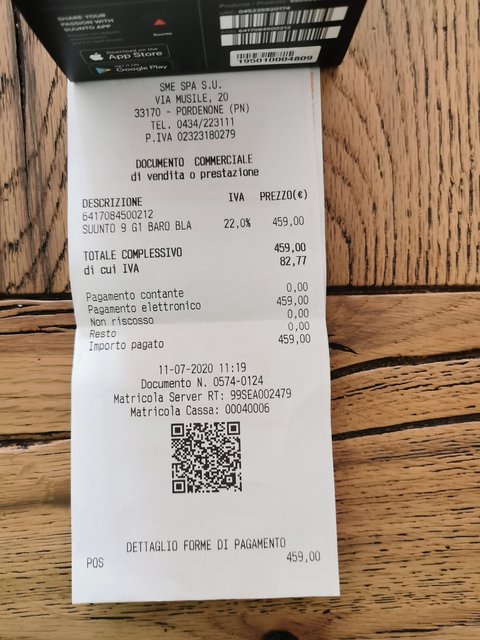 SHARE YOUR
PASSION WITH
SUUNTO APP
Suunto
Download on the
App Store
GET IT ON
Google Play
195010004809
SME SPA S.U.
VIA MUSILE, 20
33170 - PORDENONE (PN)
TEL. 0434/223111
P.IVA 02323180279
DOCUMENTO COMMERCIALE
di vendita o prestazione
DESCRIZIONE IVA PREZZO(€)
6417084500212
SUUNTO 9 G1 BARO BLA 22,0% 459,00
TOTALE COMPLESSIVO 459,00
di cui IVA 82,77
Pagamento contante 0,00
Pagamento elettronico 459,00
Non riscosso 0,00
Resto 0,00
Importo pagato 459,00
11-07-2020 11:19
Documento N. 0574-0124
Matricola Server RT: 99SEA002479
Matricola Cassa: 00040006
DETTAGLIO FORME DI PAGAMENTO
POS 459,00